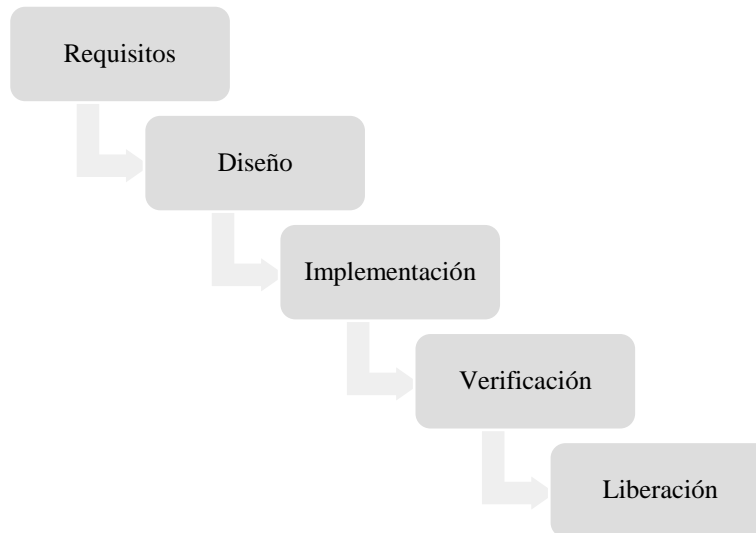 Requisitos
Diseño
Implementación
Verificación
Liberación